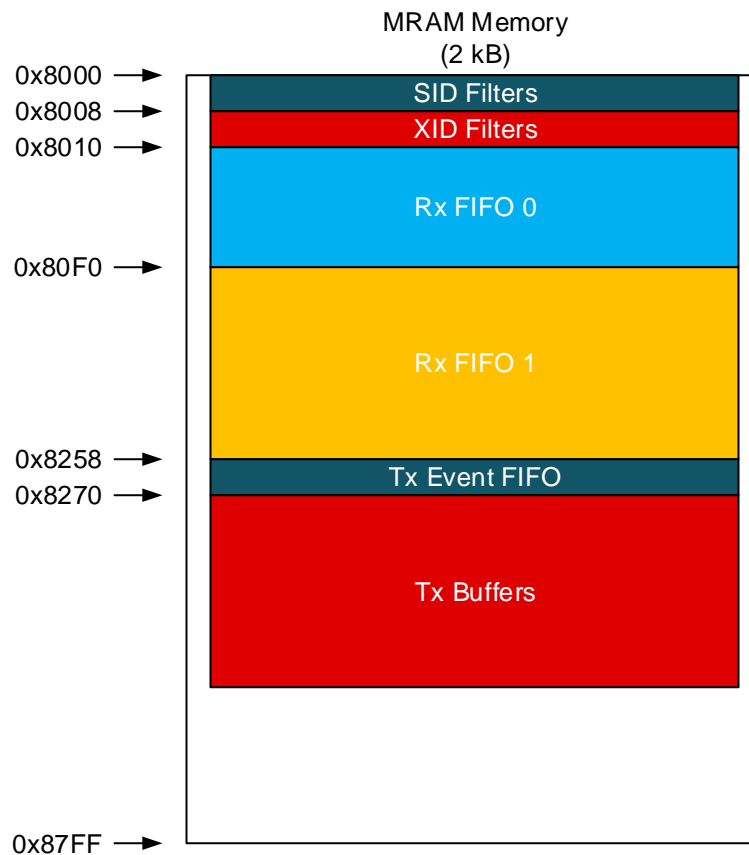 MRAM Memory
(2 kB)
0x8000
SID Filters
0x8008
XID Filters
0x8010
Rx FIFO 0
0x80F0
Rx FIFO 1
0x8258
Tx Event FIFO
0x8270
Tx Buffers
0x87FF